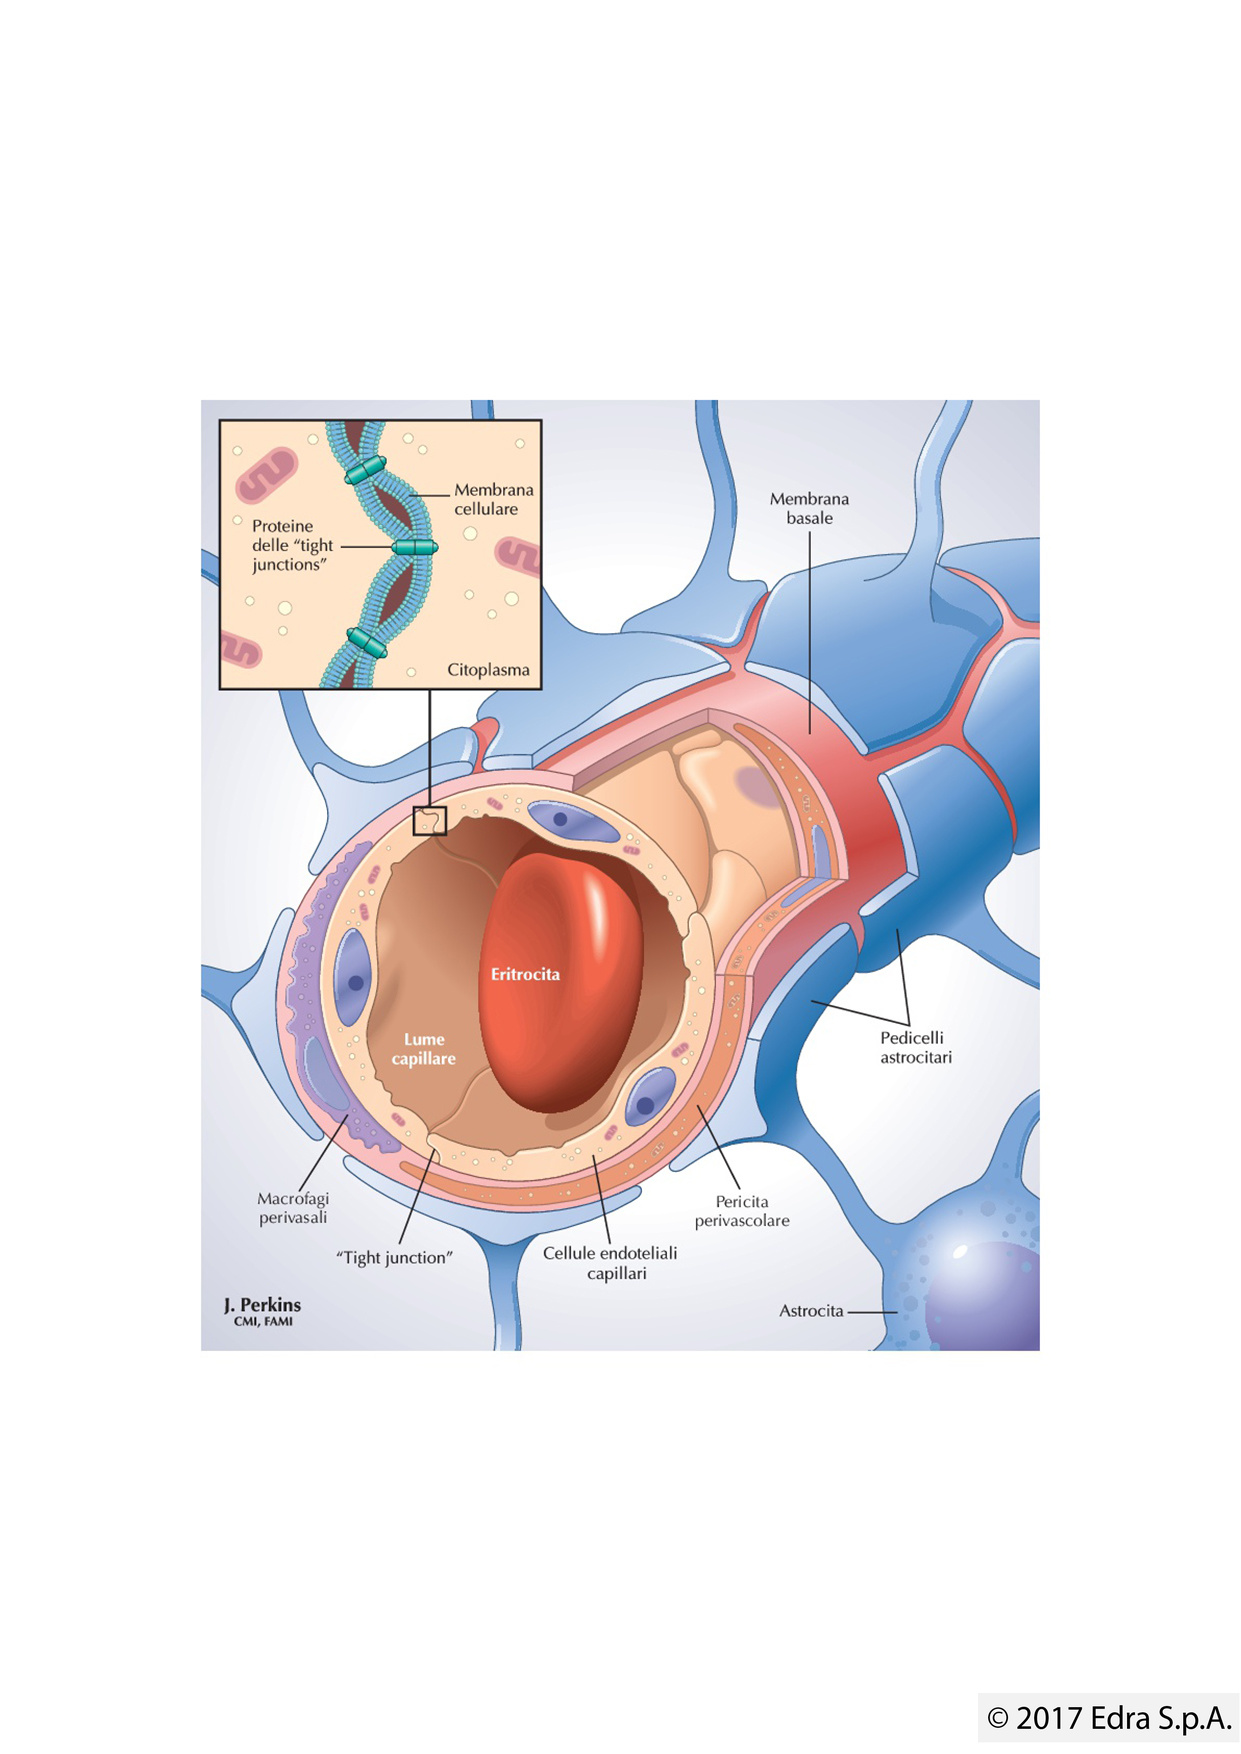 Membrana
cellulare
Proteine
delle “tight
junctions”
Citoplasma
Membrana
basale
Eritrocita
Lume
capillare
Pedicelli
astrocitari
Macrofagi
perivasali
“Tight junction”
Cellule endoteliali
capillari
Pericita
perivascolare
Astrocita
J. Perkins
CMI, FAMI
© 2017 Edra S.p.A.